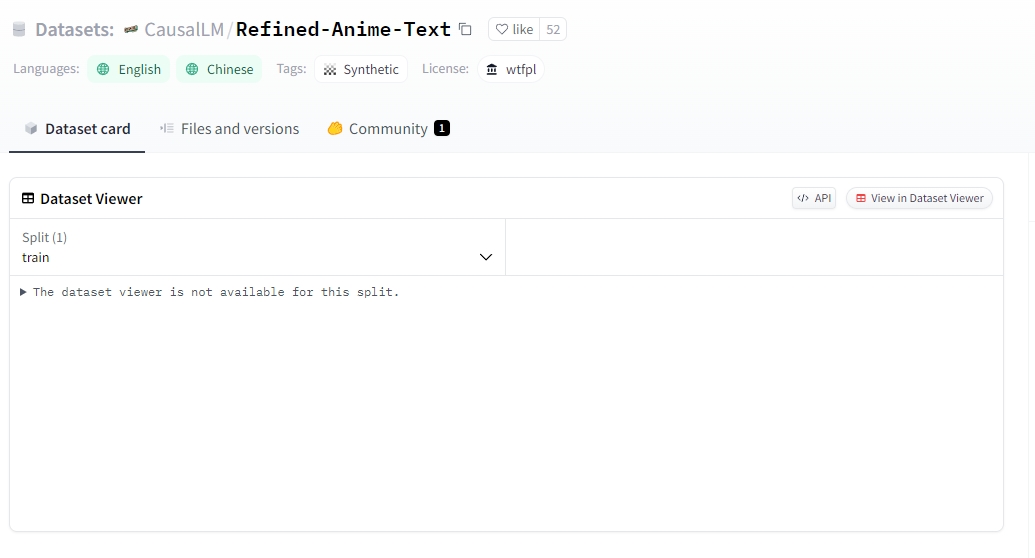 Datasets: CausalLM/Refined-Anime-Text like 52
Languages: English Chinese Tags: Synthetic License: wtfpl
Dataset card Files and versions Community 1
Dataset Viewer </> API View in Dataset Viewer
Split (1)
train
The dataset viewer is not available for this split.